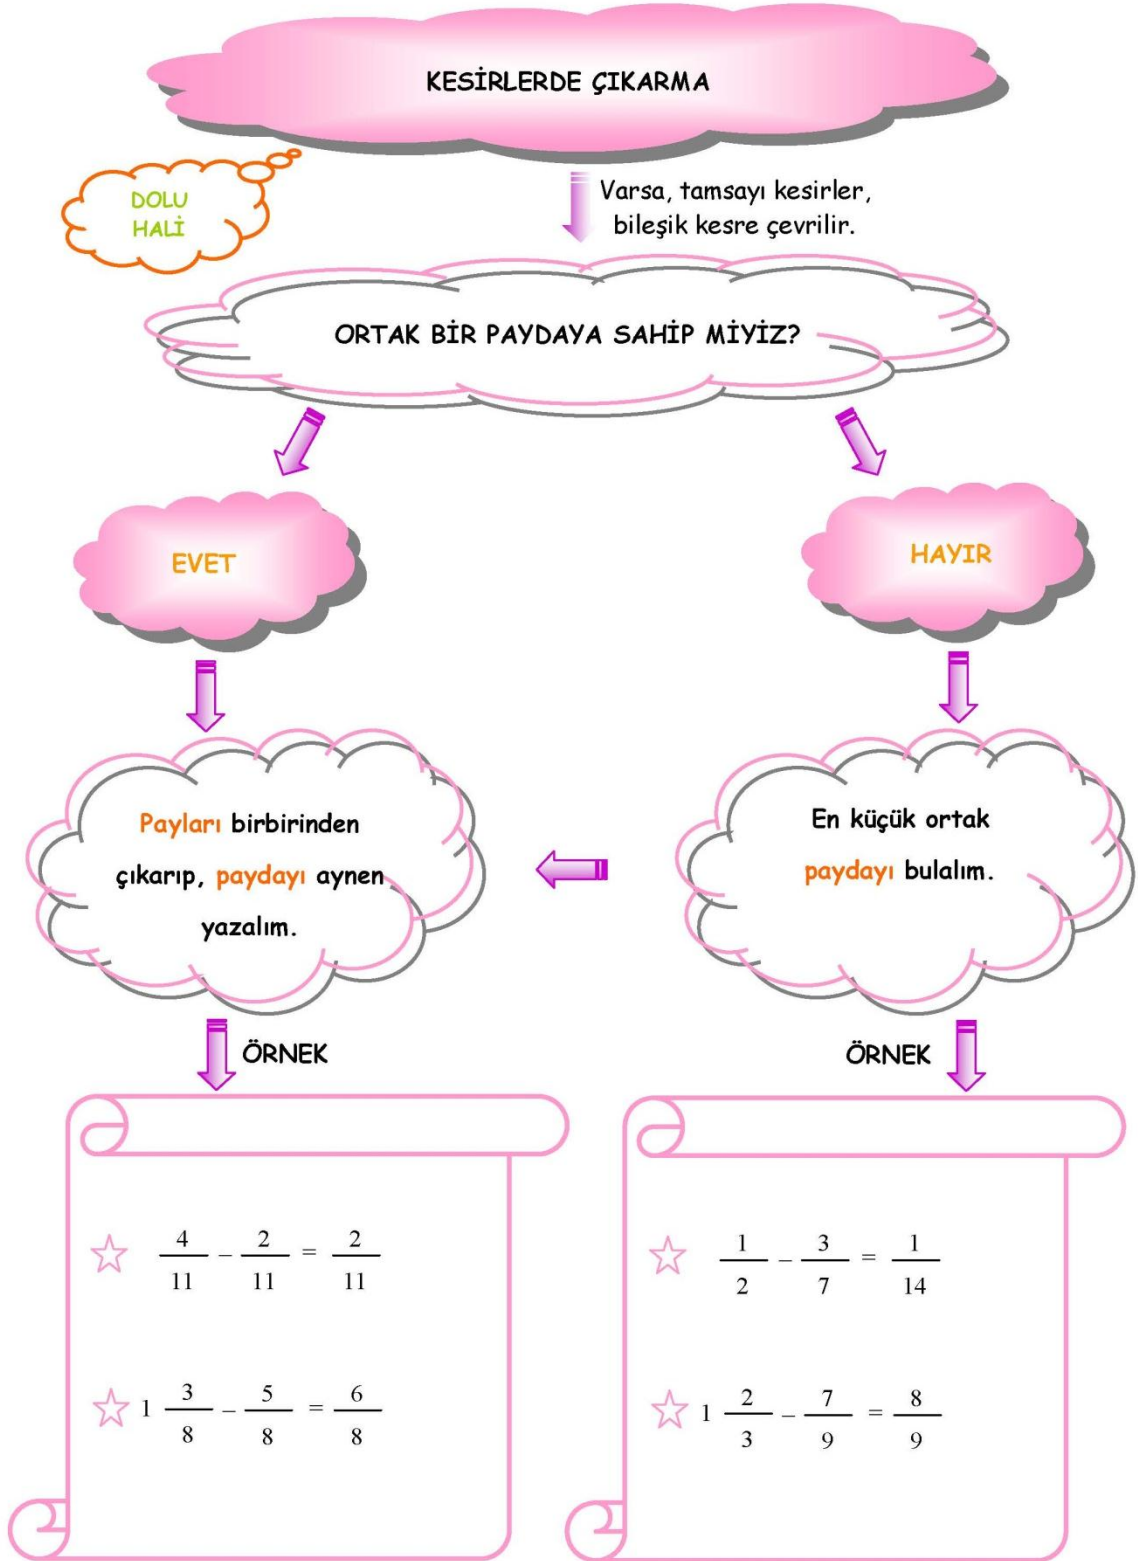 KESİRLERDE ÇIKARMA
DOLU
HALİ
Varsa, tamsayı kesirler,
bileşik kesre çevrilir.
ORTAK BİR PAYDAYA SAHİP MİYİZ?
EVET
HAYIR
Payları birbirinden
çıkarıp, paydayı aynen
yazalım.
En küçük ortak
paydayı bulalım.
ÖRNEK
ÖRNEK
4/11 – 2/11 = 2/11
1 3/8 – 5/8 = 6/8
1/2 – 3/7 = 1/14
1 2/3 – 7/9 = 8/9